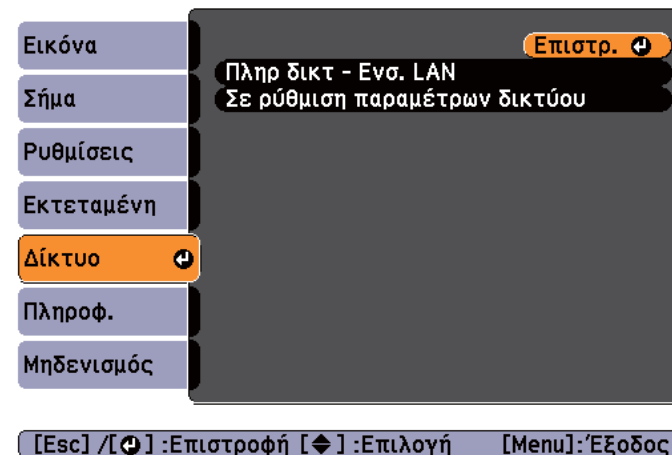 Εικόνα
Σήμα
Ρυθμίσεις
Εκτεταμένη
Δίκτυο
Πληροφ.
Μηδενισμός
Επιστρ.
Πληρ δικτ - Ενσ. LAN
Σε ρύθμιση παραμέτρων δικτύου
[Esc] /[⏎] :Επιστροφή [◆] :Επιλογή [Menu]:Έξοδος